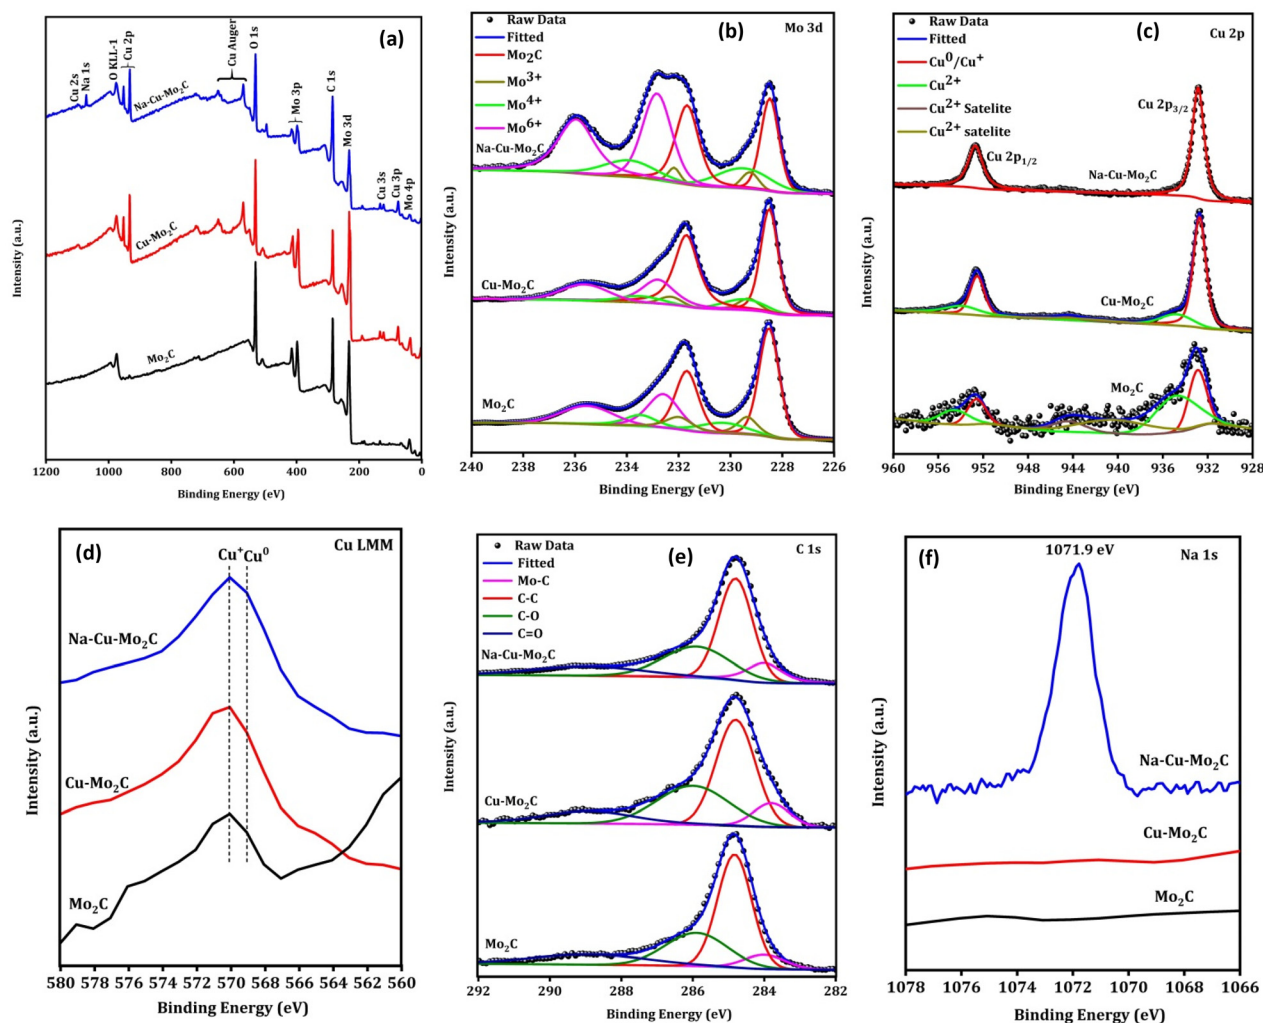 (a)
Cu 2s
Na 1s
O KLL-1
Cu 2p
Cu Auger
O 1s
Mo 3p
C 1s
Mo 3d
Cu 3s
Cu 3p
Mo 4p
Na-Cu-Mo₂C
Cu-Mo₂C
Mo₂C
Intensity (a.u.)
1200 1000 800 600 400 200 0
Binding Energy (eV)
Raw Data
Fitted
Mo₂C
Mo³⁺
Mo⁴⁺
Mo⁶⁺
(b)
Mo 3d
Na-Cu-Mo₂C
Cu-Mo₂C
Mo₂C
Intensity (a.u.)
240 238 236 234 232 230 228 226
Binding Energy (eV)
Raw Data
Fitted
Cu⁰/Cu⁺
Cu²⁺
Cu²⁺ Satelite
Cu²⁺ satelite
(c)
Cu 2p
Cu 2p₃/₂
Cu 2p₁/₂
Na-Cu-Mo₂C
Cu-Mo₂C
Mo₂C
Intensity (a.u.)
960 956 952 948 944 940 936 932 928
Binding Energy (eV)
(d)
Cu LMM
Cu⁺Cu⁰
Na-Cu-Mo₂C
Cu-Mo₂C
Mo₂C
Intensity (a.u.)
580 578 576 574 572 570 568 566 564 562 560
Binding Energy (eV)
Raw Data
Fitted
Mo-C
C-C
C-O
C=O
(e)
C 1s
Na-Cu-Mo₂C
Cu-Mo₂C
Mo₂C
Intensity (a.u.)
292 290 288 286 284 282
Binding Energy (eV)
(f)
1071.9 eV
Na 1s
Na-Cu-Mo₂C
Cu-Mo₂C
Mo₂C
Intensity (a.u.)
1078 1076 1074 1072 1070 1068 1066
Binding Energy (eV)